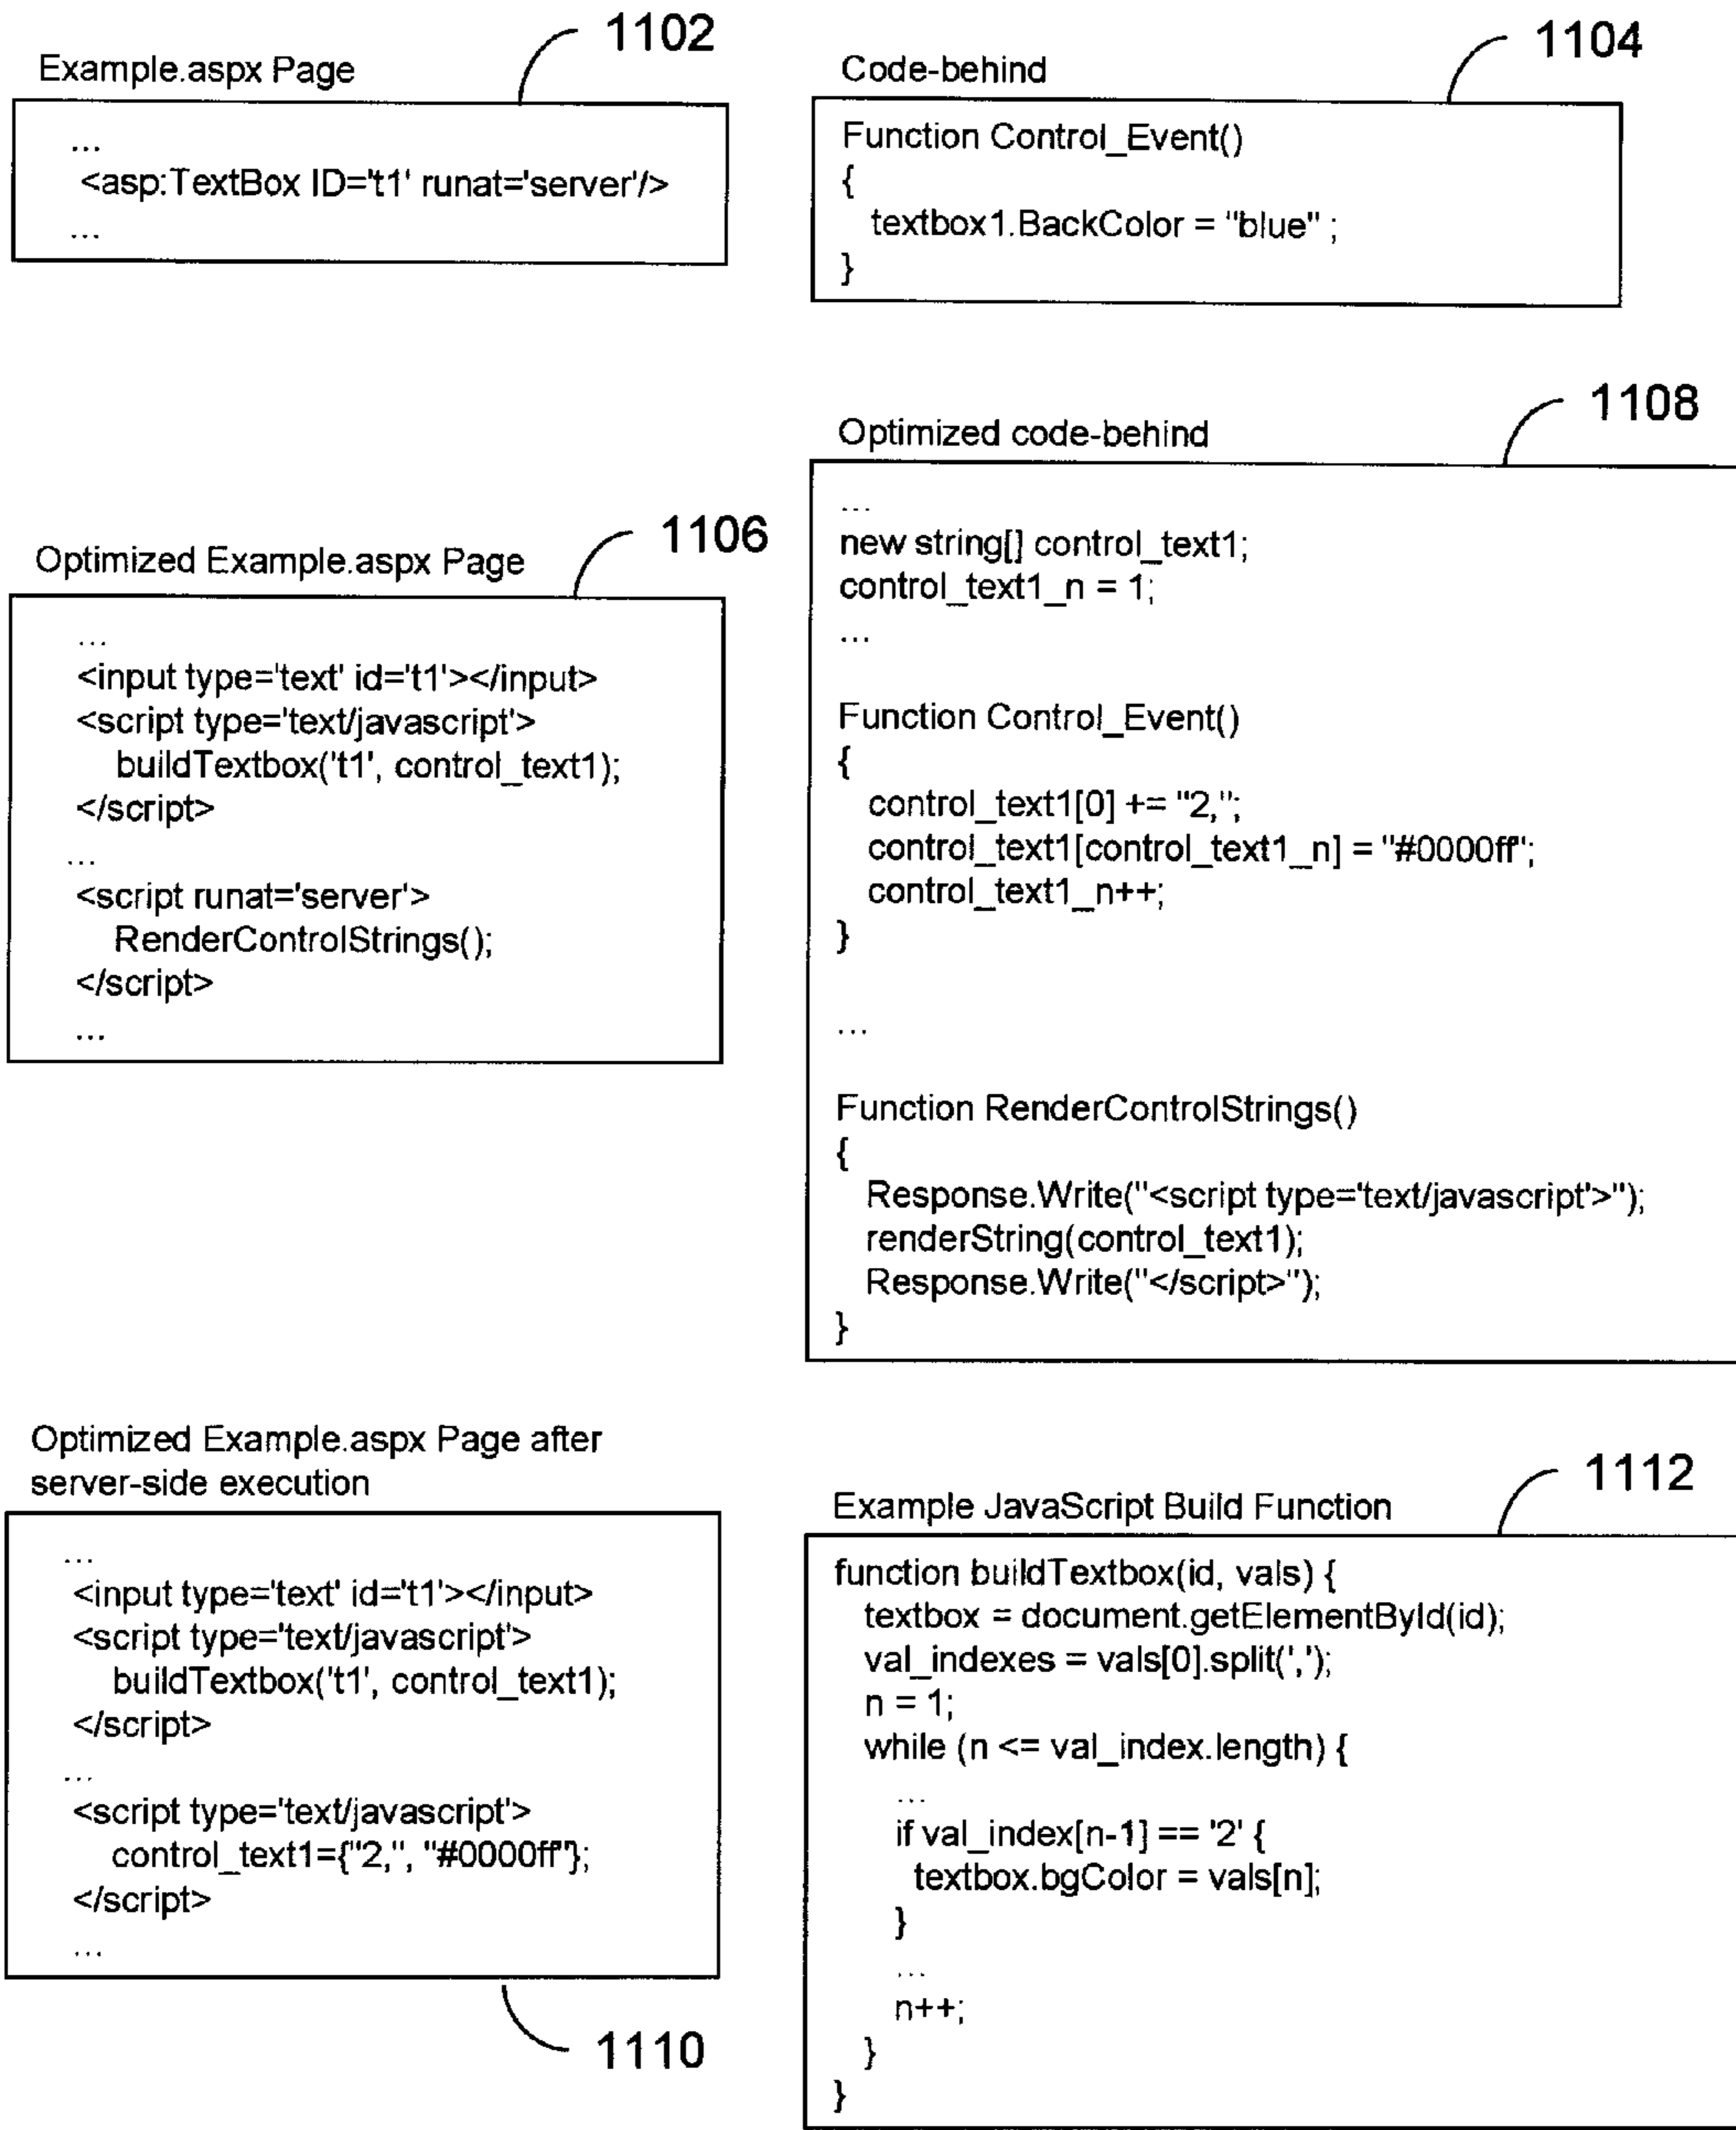 1102
Example.aspx Page
...
<asp:TextBox ID='t1' runat='server'/>
...
1104
Code-behind
Function Control_Event()
{
textbox1.BackColor = "blue" ;
}
1106
Optimized Example.aspx Page
...
<input type='text' id='t1'></input>
<script type='text/javascript'>
buildTextbox('t1', control_text1);
</script>
...
<script runat='server'>
RenderControlStrings();
</script>
...
1108
Optimized code-behind
...
new string[] control_text1;
control_text1_n = 1;
...
Function Control_Event()
{
control_text1[0] += "2,";
control_text1[control_text1_n] = "#0000ff";
control_text1_n++;
}
...
Function RenderControlStrings()
{
Response.Write("<script type='text/javascript'>");
renderString(control_text1);
Response.Write("</script>");
}
Optimized Example.aspx Page after
server-side execution
...
<input type='text' id='t1'></input>
<script type='text/javascript'>
buildTextbox('t1', control_text1);
</script>
...
<script type='text/javascript'>
control_text1={"2,", "#0000ff"};
</script>
...
1110
1112
Example JavaScript Build Function
function buildTextbox(id, vals) {
textbox = document.getElementById(id);
val_indexes = vals[0].split(',');
n = 1;
while (n <= val_index.length) {
...
if val_index[n-1] == '2' {
textbox.bgColor = vals[n];
}
...
n++;
}
}